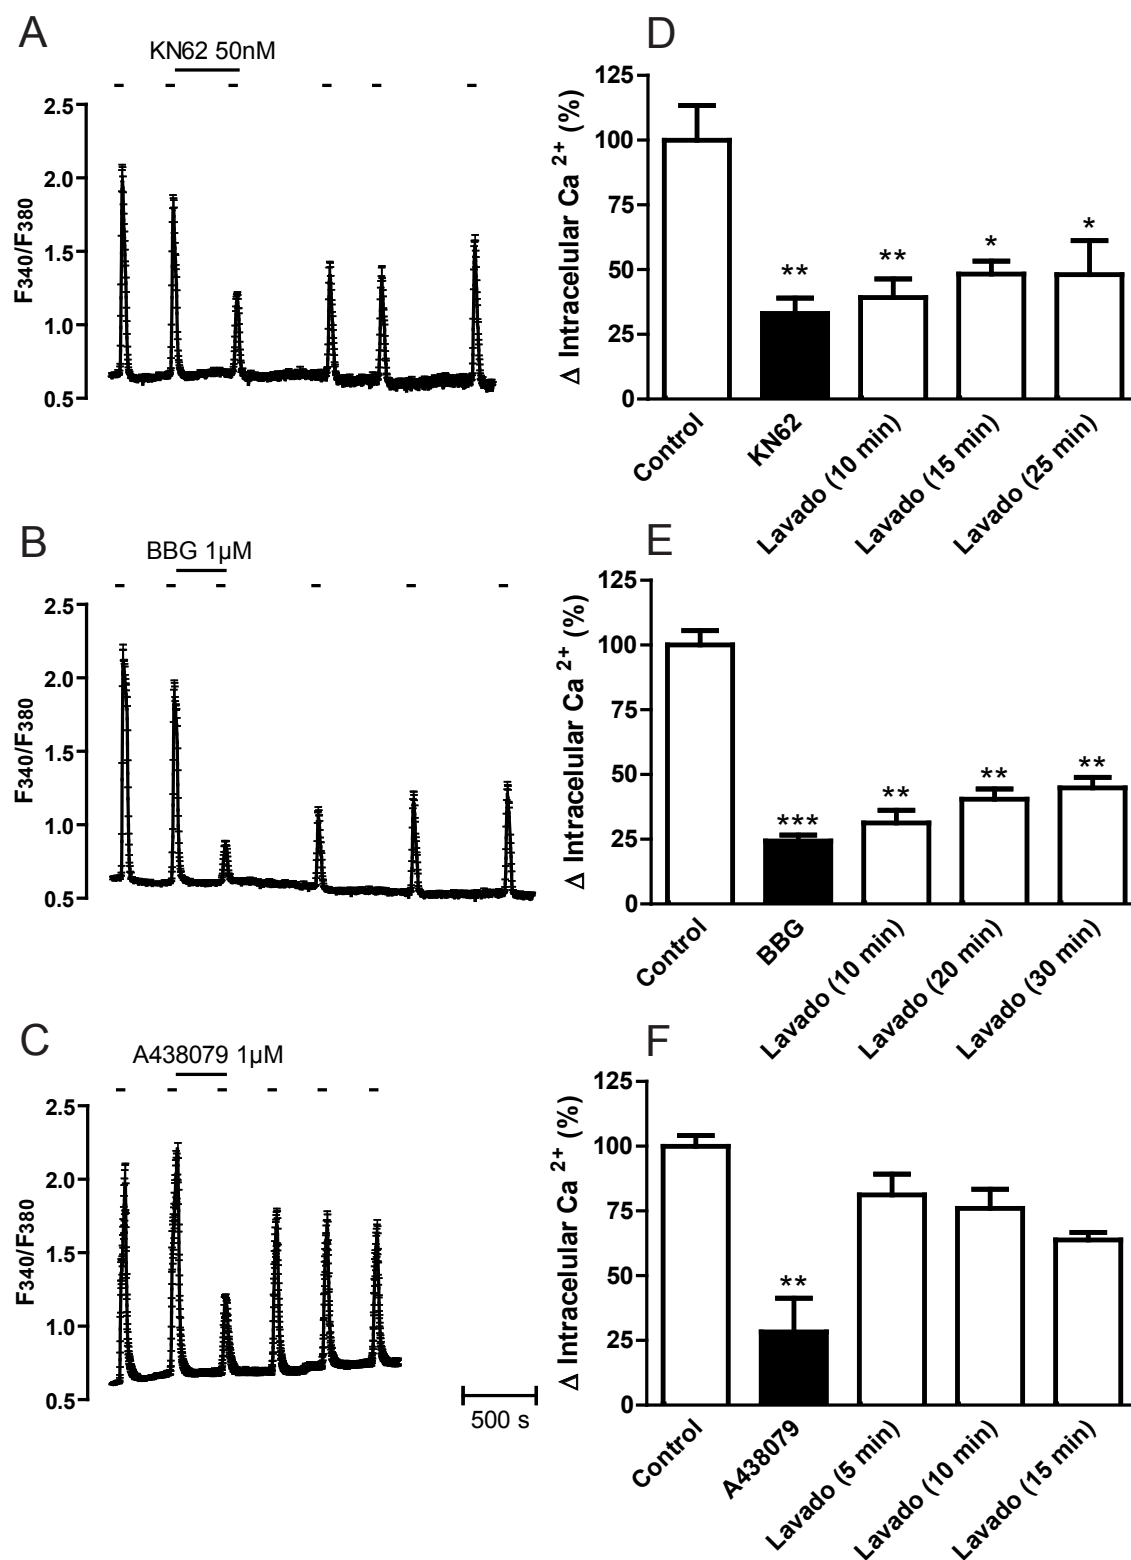 A
KN62 50nM
2.5
2.0
1.5
1.0
0.5
F340/F380
D
125
100
75
50
25
0
Δ Intracelular Ca 2+ (%)
**
**
*
*
Control
KN62
Lavado (10 min)
Lavado (15 min)
Lavado (25 min)
B
BBG 1µM
2.5
2.0
1.5
1.0
0.5
F340/F380
E
125
100
75
50
25
0
Δ Intracelular Ca 2+ (%)
***
**
**
**
Control
BBG
Lavado (10 min)
Lavado (20 min)
Lavado (30 min)
C
A438079 1µM
2.5
2.0
1.5
1.0
0.5
F340/F380
500 s
F
125
100
75
50
25
0
Δ Intracelular Ca 2+ (%)
**
Control
A438079
Lavado (5 min)
Lavado (10 min)
Lavado (15 min)